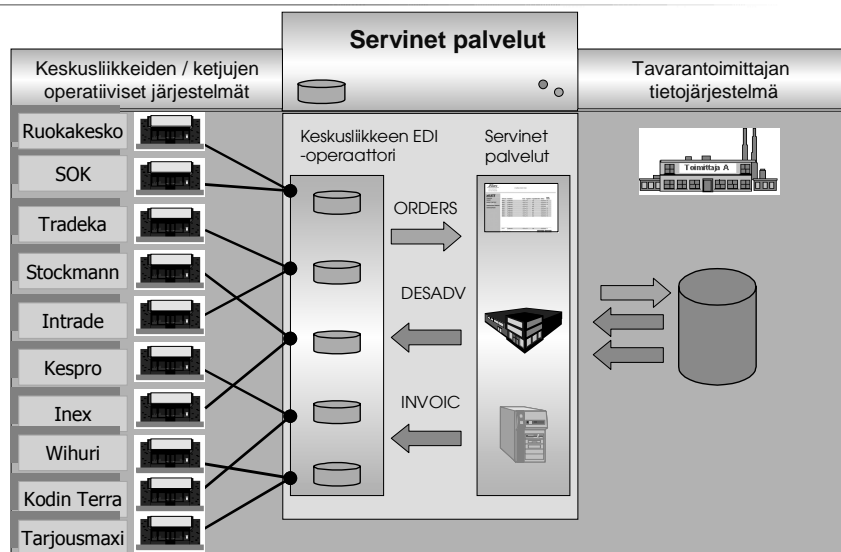 Servinet palvelut
Keskusliikkeiden / ketjujen
operatiiviset järjestelmät
Tavarantoimittajan
tietojärjestelmä
Ruokakesko
SOK
Tradeka
Stockmann
Intrade
Kespro
Inex
Wihuri
Kodin Terra
Tarjousmaxi
Keskusliikkeen EDI
-operaattori
Servinet
palvelut
ORDERS
DESADV
INVOIC
Toimittaja A